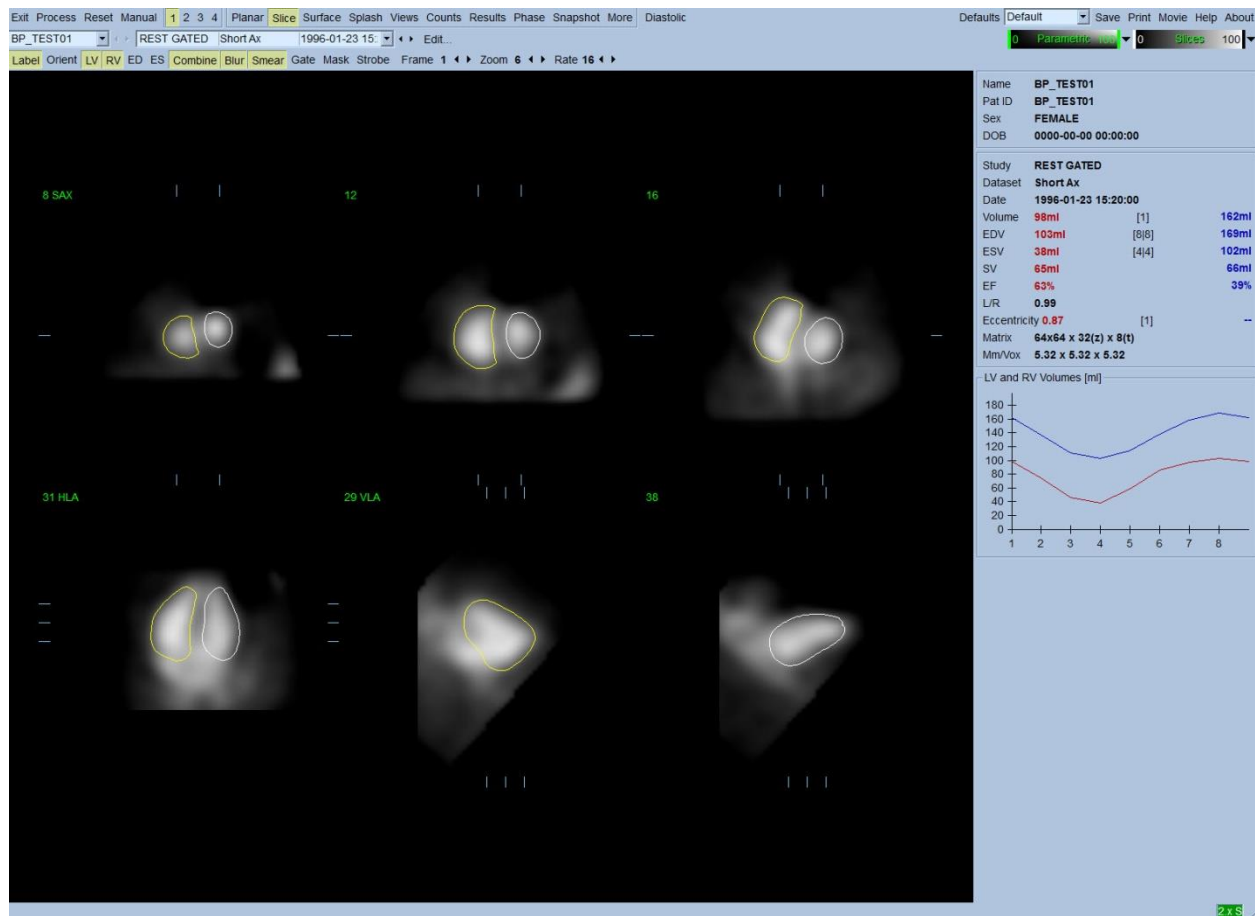 Exit Process Reset Manual 1 2 3 4 Planar Slice Surface Splash Views Counts Results Phase Snapshot More Diastolic Defaults Default Save Print Movie Help About
BP_TEST01 REST GATED Short Ax 1996-01-23 15: Edit... 0 Parametric 100 0 Slices 100
Label Orient LV RV ED ES Combine Blur Smear Gate Mask Strobe Frame 1 Zoom 6 Rate 16
8 SAX 12 16
31 HLA 29 VLA 38
Name BP_TEST01
Pat ID BP_TEST01
Sex FEMALE
DOB 0000-00-00 00:00:00
Study REST GATED
Dataset Short Ax
Date 1996-01-23 15:20:00
Volume 98ml [1] 162ml
EDV 103ml [8|8] 169ml
ESV 38ml [4|4] 102ml
SV 65ml 66ml
EF 63% 39%
L/R 0.99
Eccentricity 0.87 [1] --
Matrix 64x64 x 32(z) x 8(t)
Mm/Vox 5.32 x 5.32 x 5.32
LV and RV Volumes [ml]
180
160
140
120
100
80
60
40
20
0
1 2 3 4 5 6 7 8
2 x S